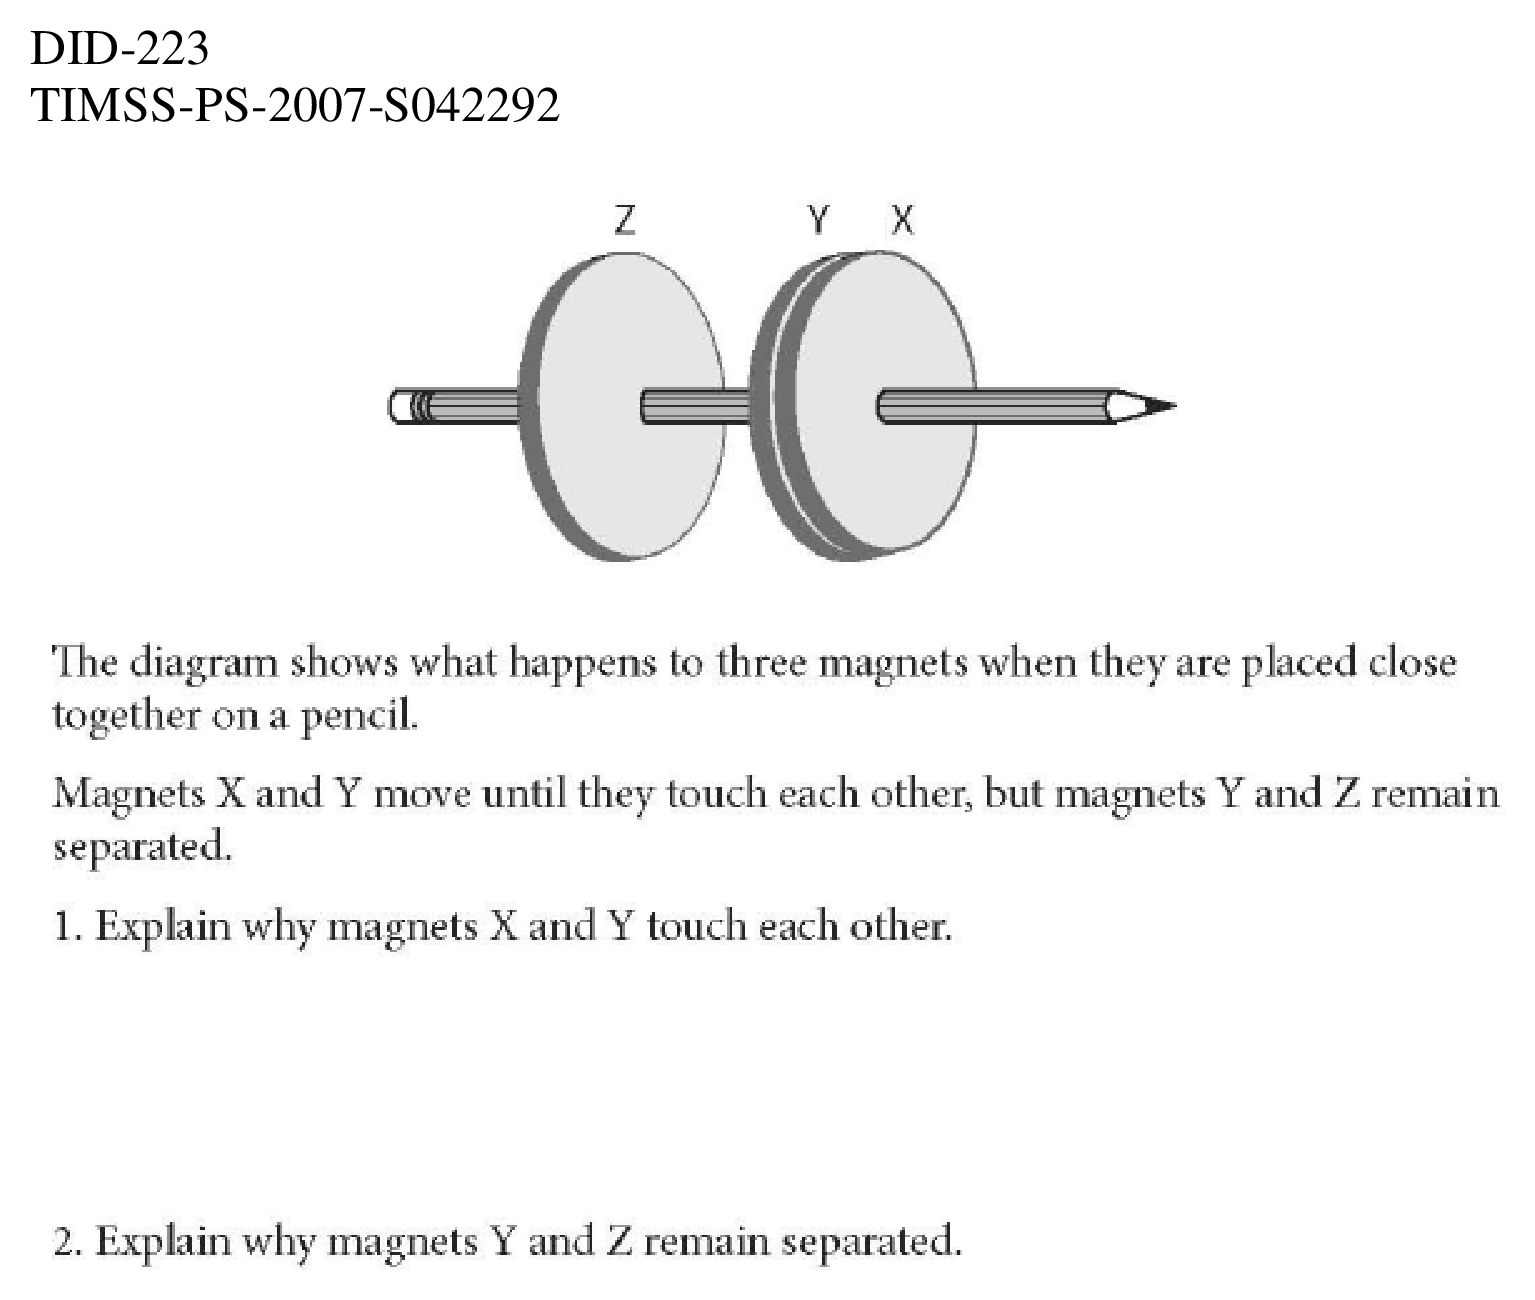 DID-223
TIMSS-PS-2007-S042292
Z Y X
The diagram shows what happens to three magnets when they are placed close
together on a pencil.
Magnets X and Y move until they touch each other, but magnets Y and Z remain
separated.
1. Explain why magnets X and Y touch each other.
2. Explain why magnets Y and Z remain separated.